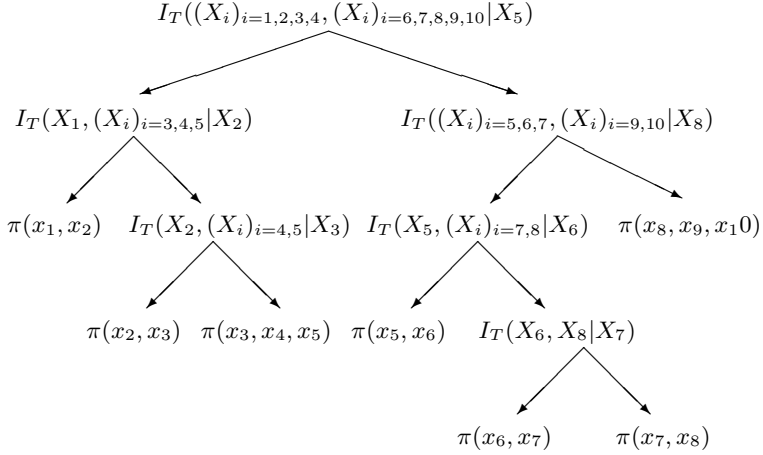 I_T((X_i)_{i=1,2,3,4}, (X_i)_{i=6,7,8,9,10}|X_5)
I_T(X_1, (X_i)_{i=3,4,5}|X_2) I_T((X_i)_{i=5,6,7}, (X_i)_{i=9,10}|X_8)
π(x_1, x_2) I_T(X_2, (X_i)_{i=4,5}|X_3) I_T(X_5, (X_i)_{i=7,8}|X_6) π(x_8, x_9, x_10)
π(x_2, x_3) π(x_3, x_4, x_5) π(x_5, x_6) I_T(X_6, X_8|X_7)
π(x_6, x_7) π(x_7, x_8)